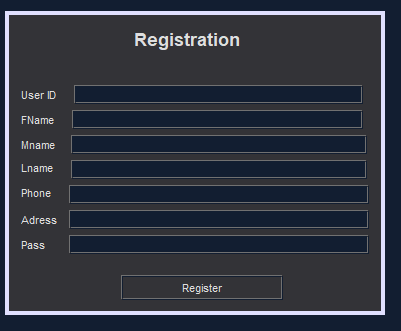 Registration
User ID
FName
Mname
Lname
Phone
Adress
Pass
Register